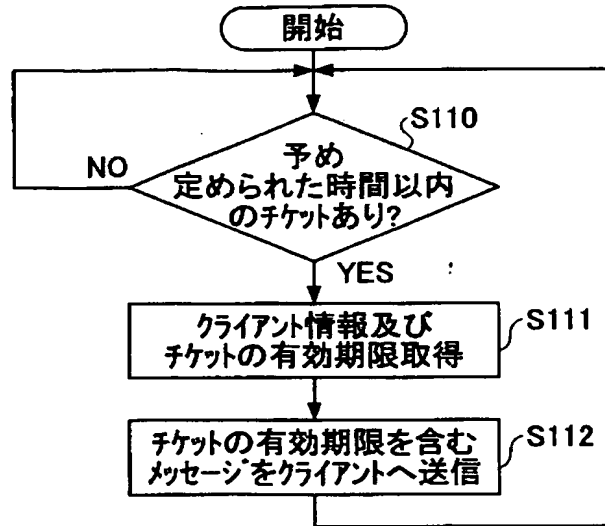 開始
S110
NO
予め
定められた時間以内
のチケットあり?
YES
クライアント情報及び
チケットの有効期限取得
S111
チケットの有効期限を含む
メッセージをクライアントへ送信
S112